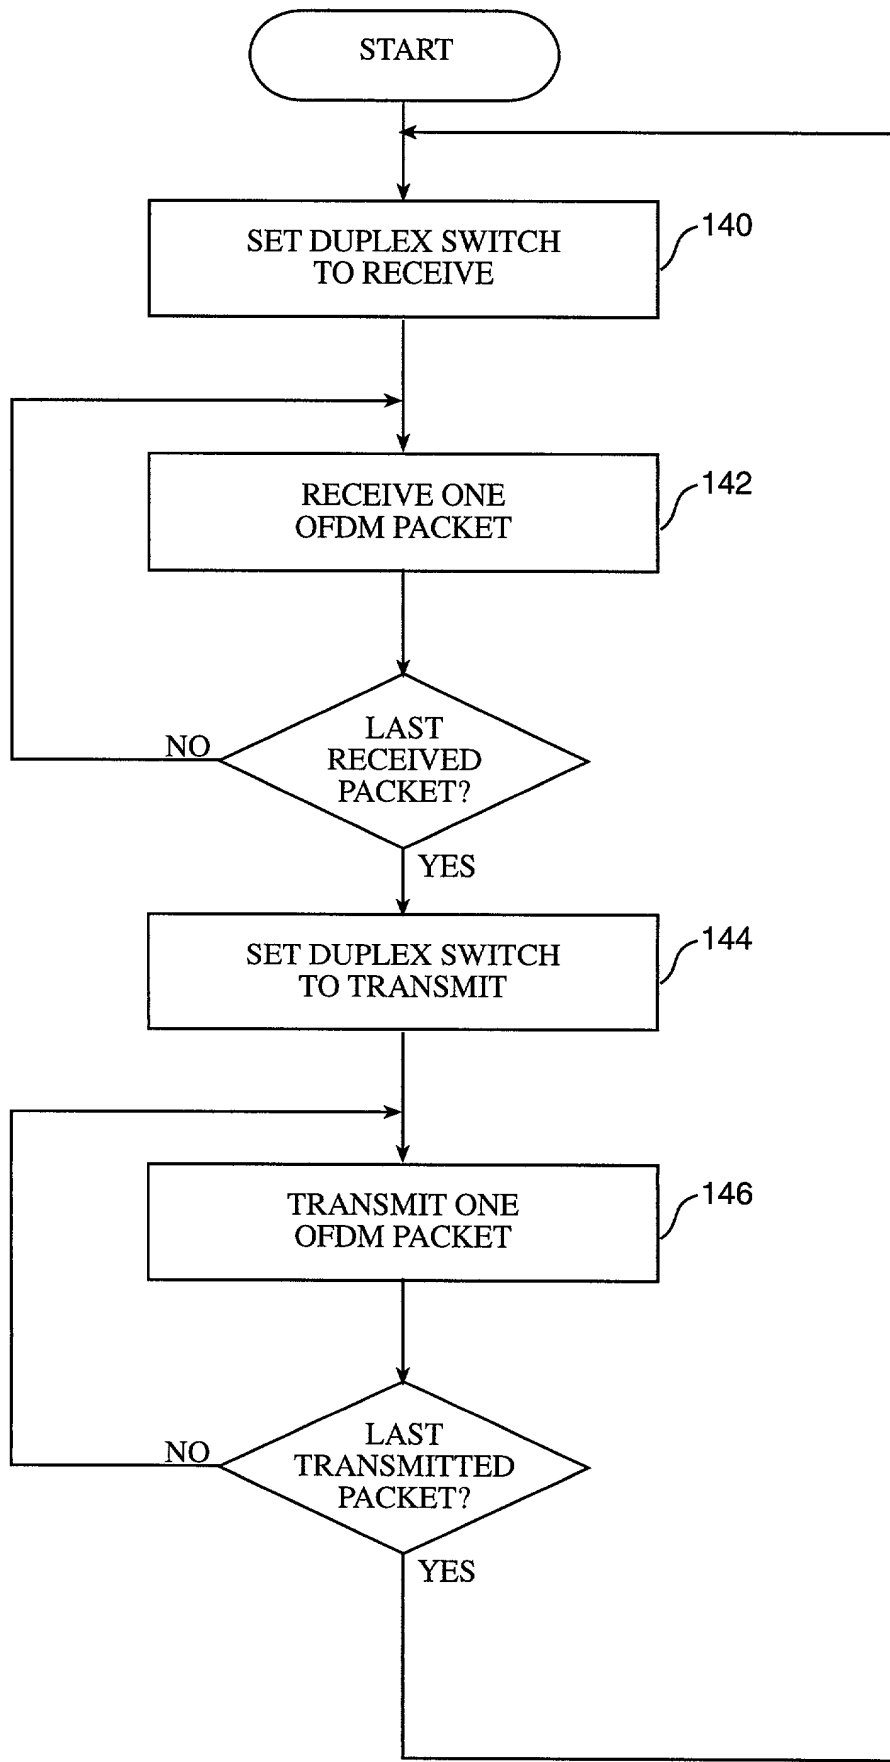 START
SET DUPLEX SWITCH
TO RECEIVE
140
RECEIVE ONE
OFDM PACKET
142
LAST
RECEIVED
PACKET?
NO
YES
SET DUPLEX SWITCH
TO TRANSMIT
144
TRANSMIT ONE
OFDM PACKET
146
LAST
TRANSMITTED
PACKET?
NO
YES